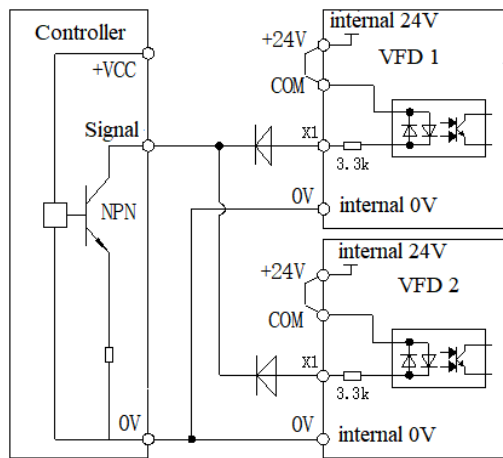 Controller
+VCC
Signal
NPN
0V
internal 24V
+24V
VFD 1
COM
X1
3.3k
0V
internal 0V
internal 24V
+24V
VFD 2
COM
X1
3.3k
0V
internal 0V